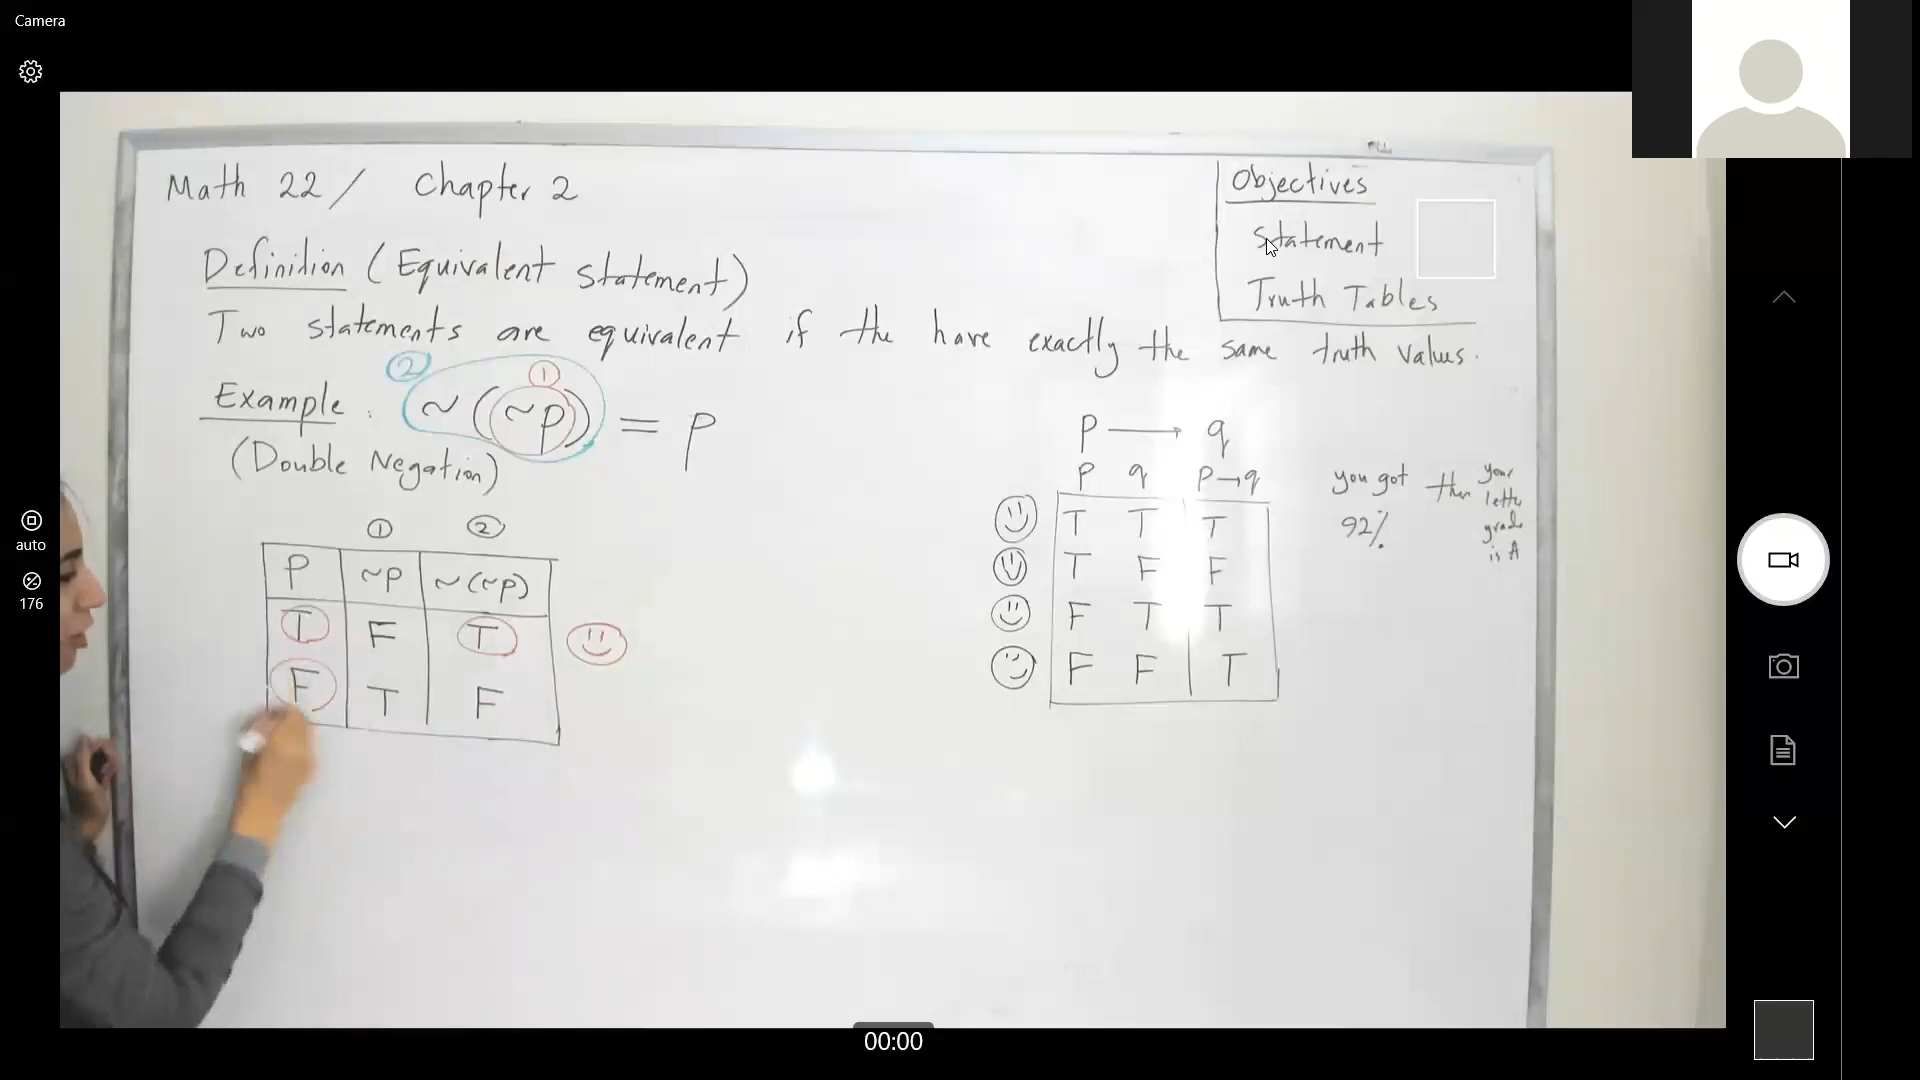 Camera
Math 22 / Chapter 2
Objectives
Statement
Truth Tables
Definition (Equivalent statement)
Two statements are equivalent if the have exactly the same truth values.
Example :
② ①
~(~p) = p
(Double Negation)
① ②
P ~P ~(~p)
T F T
F T F
P → q
P q P→q
T T T
T F F
F T T
F F T
you got
92%
then
your
letter
grade
is A
auto
176
00:00